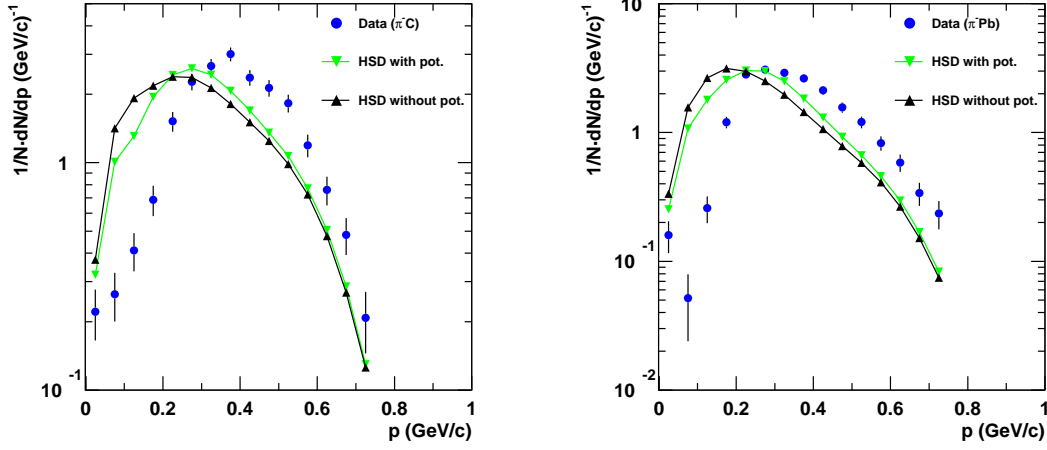 1/N·dN/dp (GeV/c)⁻¹
1
10⁻¹
0 0.2 0.4 0.6 0.8 1
p (GeV/c)
Data (π⁻C)
HSD with pot.
HSD without pot.
1/N·dN/dp (GeV/c)⁻¹
10
1
10⁻¹
10⁻²
0 0.2 0.4 0.6 0.8 1
p (GeV/c)
Data (π⁻Pb)
HSD with pot.
HSD without pot.